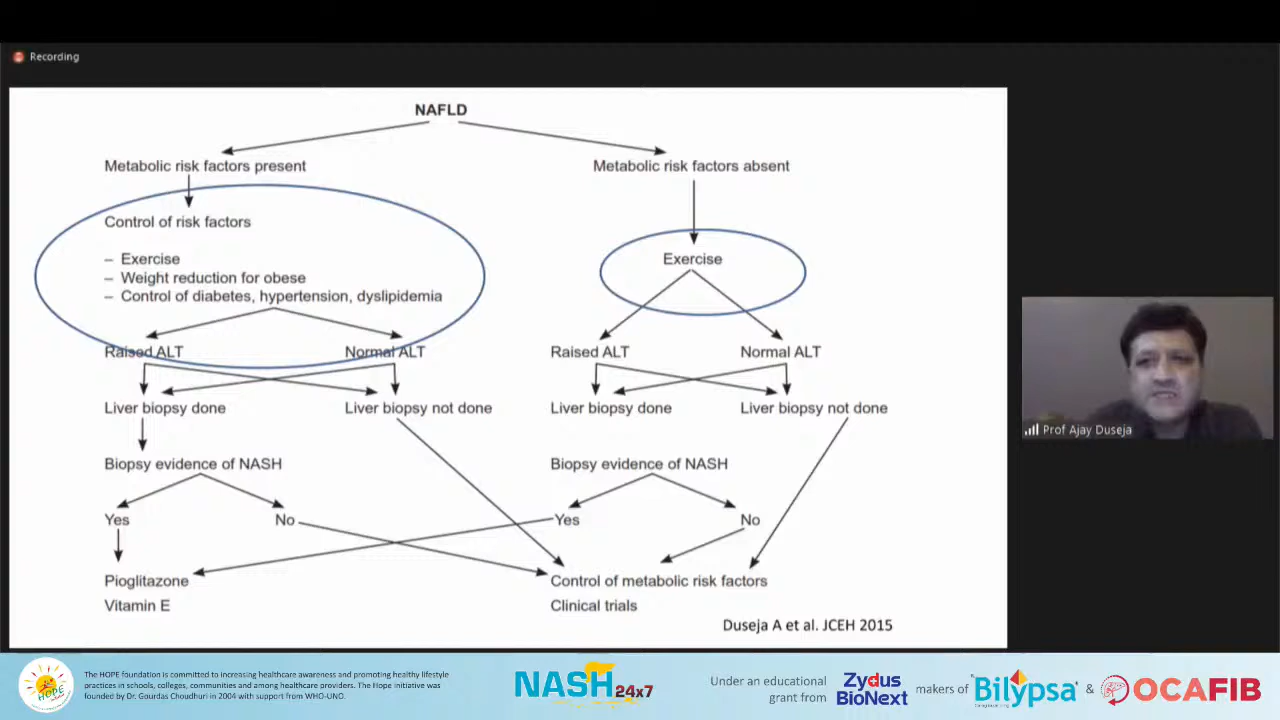 Recording
NAFLD
Metabolic risk factors present
Metabolic risk factors absent
Control of risk factors
– Exercise
– Weight reduction for obese
– Control of diabetes, hypertension, dyslipidemia
Exercise
Raised ALT
Normal ALT
Raised ALT
Normal ALT
Liver biopsy done
Liver biopsy not done
Liver biopsy done
Liver biopsy not done
Biopsy evidence of NASH
Biopsy evidence of NASH
Yes
No
Yes
No
Pioglitazone
Vitamin E
Control of metabolic risk factors
Clinical trials
Duseja A et al. JCEH 2015
Prof Ajay Duseja
HOPE
The HOPE foundation is committed to increasing healthcare awareness and promoting healthy lifestyle
practices in schools, colleges, communities and among healthcare providers. The Hope initiative was
founded by Dr. Gourdas Choudhuri in 2004 with support from WHO-UNO.
NASH 24x7
Under an educational
grant from
Zydus
BioNext
makers of
"Bilypsa"
&
OCAFIB